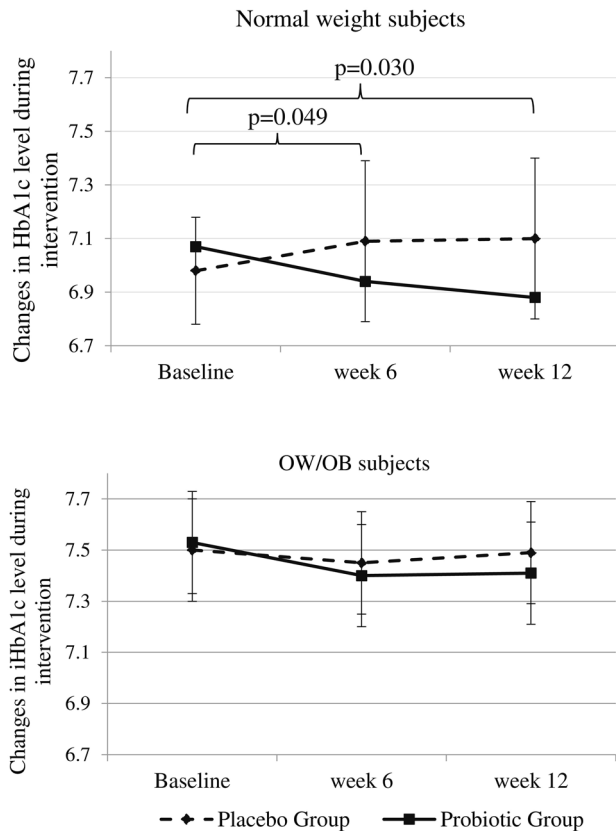 Normal weight subjects
Changes in HbA1c level during
intervention
7.7
7.5
7.3
7.1
6.9
6.7
p=0.030
p=0.049
Baseline
week 6
week 12
OW/OB subjects
Changes in iHbA1c level during
intervention
7.7
7.5
7.3
7.1
6.9
6.7
Baseline
week 6
week 12
Placebo Group
Probiotic Group